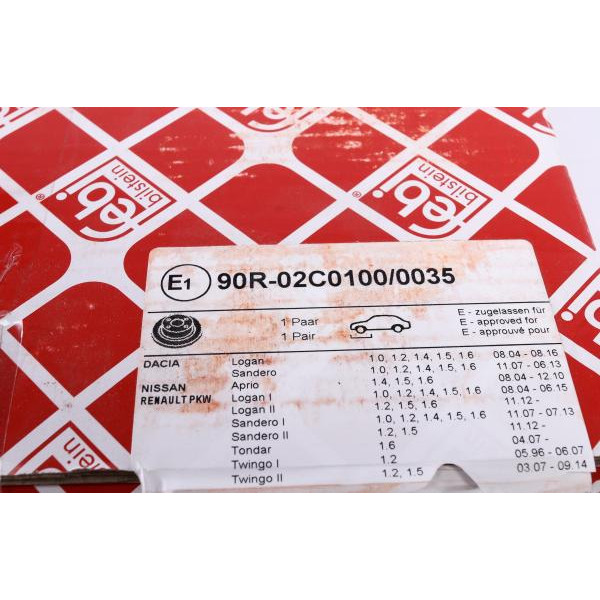 febi
bilstein
febi
bilstein
febi
bilstein
E1 90R-02C0100/0035
1 Paar
1 Pair
E - zugelassen für
E - approved for
E - approuvé pour
DACIA Logan 1.0, 1.2, 1.4, 1.5, 1.6 08.04 - 08.16
Sandero 1.0, 1.2, 1.4, 1.5, 1.6 11.07 - 06.13
NISSAN Aprio 1.4, 1.5, 1.6 08.04 - 12.10
RENAULT PKW Logan I 1.0, 1.2, 1.4, 1.5, 1.6 08.04 - 06.15
Logan II 1.2, 1.5, 1.6 11.12 -
Sandero I 1.0, 1.2, 1.4, 1.5, 1.6 11.07 - 07.13
Sandero II 1.2, 1.5 11.12 -
Tondar 1.6 04.07 -
Twingo I 1.2 05.96 - 06.07
Twingo II 1.2, 1.5 03.07 - 09.14